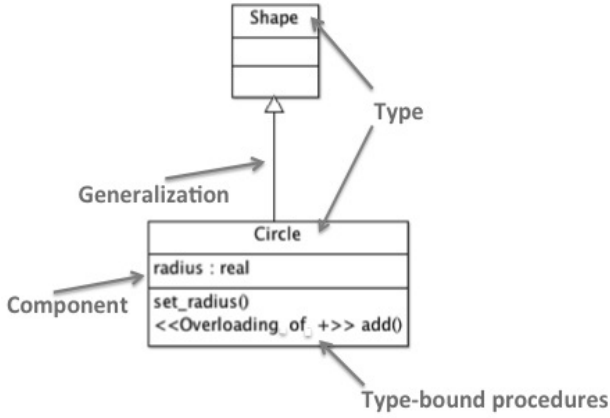 Shape
Type
Generalization
Circle
radius : real
Component
set_radius()
<<Overloading_of_+>> add()
Type-bound procedures